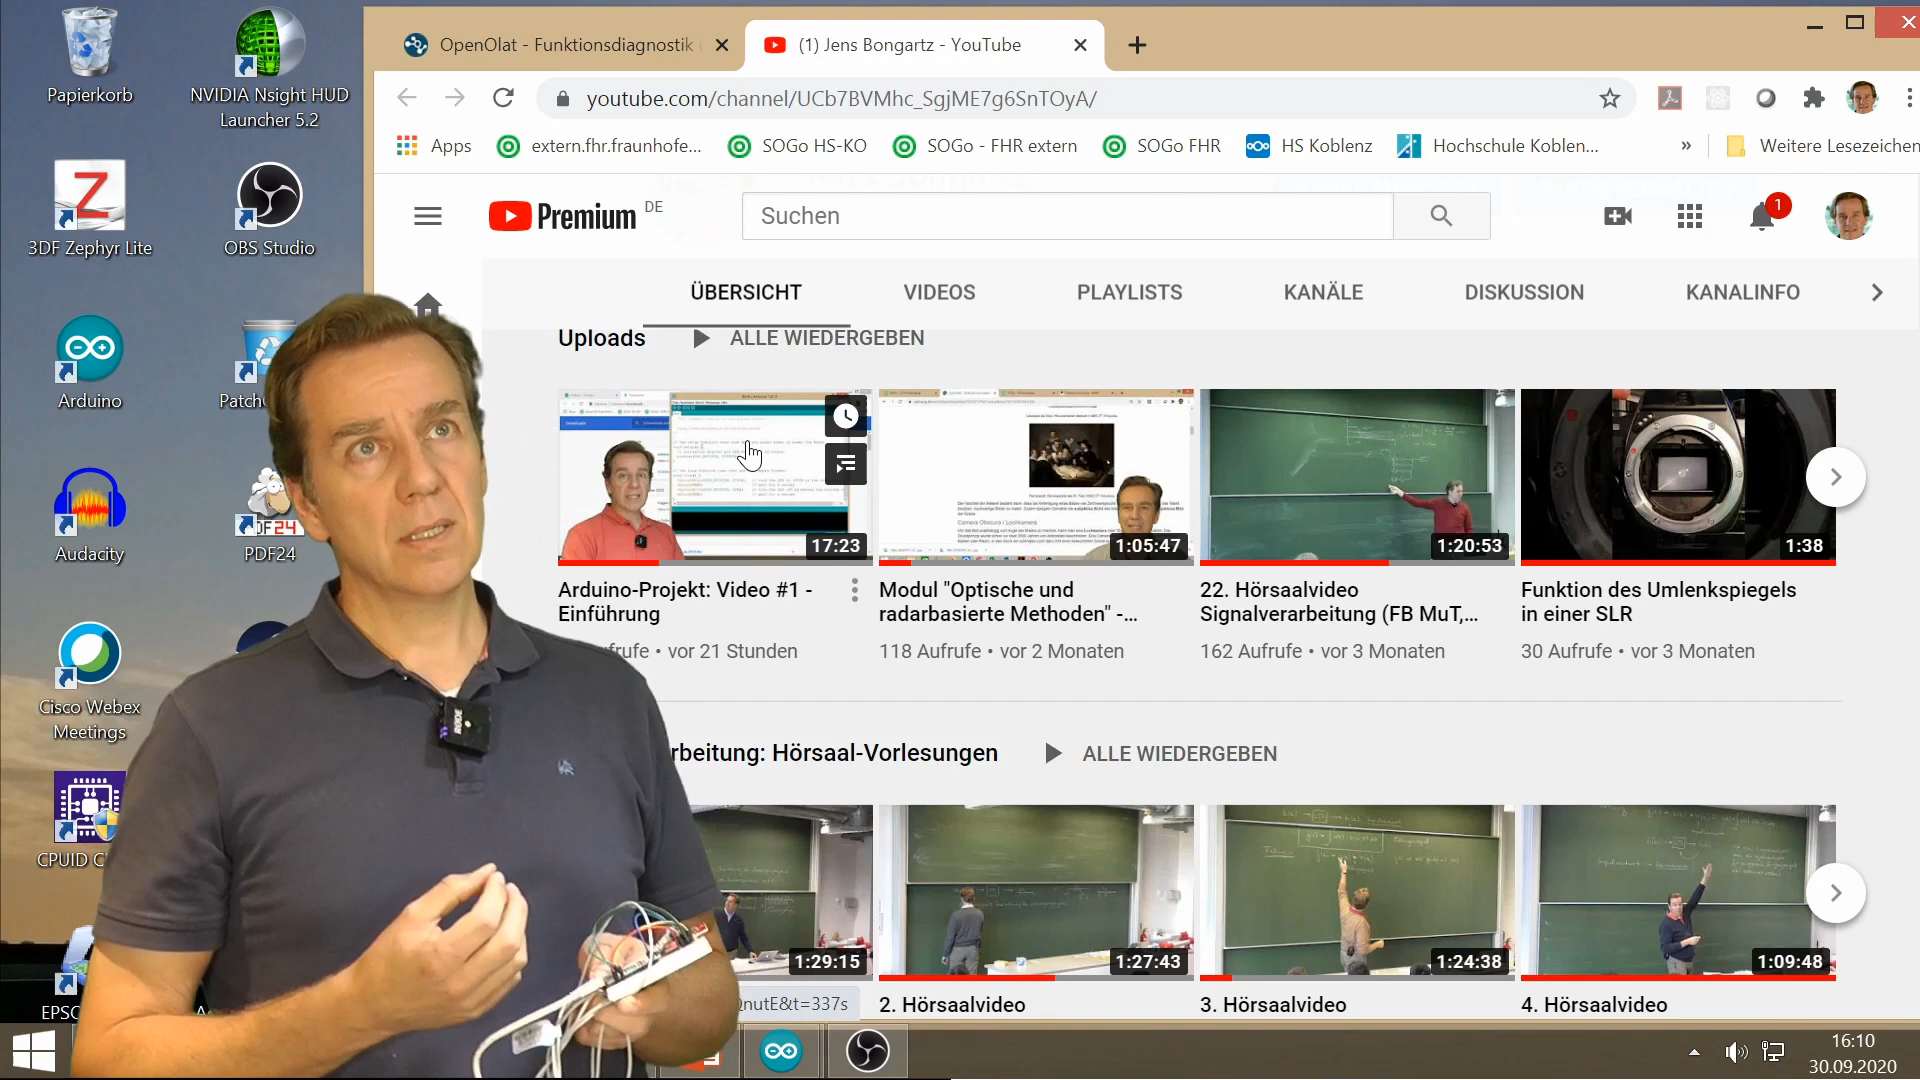 Papierkorb
NVIDIA Nsight HUD
Launcher 5.2
3DF Zephyr Lite
OBS Studio
Arduino
Audacity
PDF24
Cisco Webex
Meetings
OpenOlat - Funktionsdiagnostik
(1) Jens Bongartz - YouTube
youtube.com/channel/UCb7BVMhc_SgjME7g6SnTOyA/
Apps
extern.fhr.fraunhofe...
SOGo HS-KO
SOGo - FHR extern
SOGo FHR
HS Koblenz
Hochschule Koblen...
»
Weitere Lesezeichen
Premium DE
Suchen
1
ÜBERSICHT
VIDEOS
PLAYLISTS
KANÄLE
DISKUSSION
KANALINFO
Uploads
ALLE WIEDERGEBEN
17:23
1:05:47
1:20:53
1:38
Arduino-Projekt: Video #1 -
Einführung
vor 21 Stunden
Modul "Optische und
radarbasierte Methoden" -...
118 Aufrufe • vor 2 Monaten
22. Hörsaalvideo
Signalverarbeitung (FB MuT,...
162 Aufrufe • vor 3 Monaten
Funktion des Umlenkspiegels
in einer SLR
30 Aufrufe • vor 3 Monaten
rbeitung: Hörsaal-Vorlesungen
ALLE WIEDERGEBEN
1:29:15
1:27:43
1:24:38
1:09:48
QnutE&t=337s
2. Hörsaalvideo
3. Hörsaalvideo
4. Hörsaalvideo
RØDE
16:10
30.09.2020